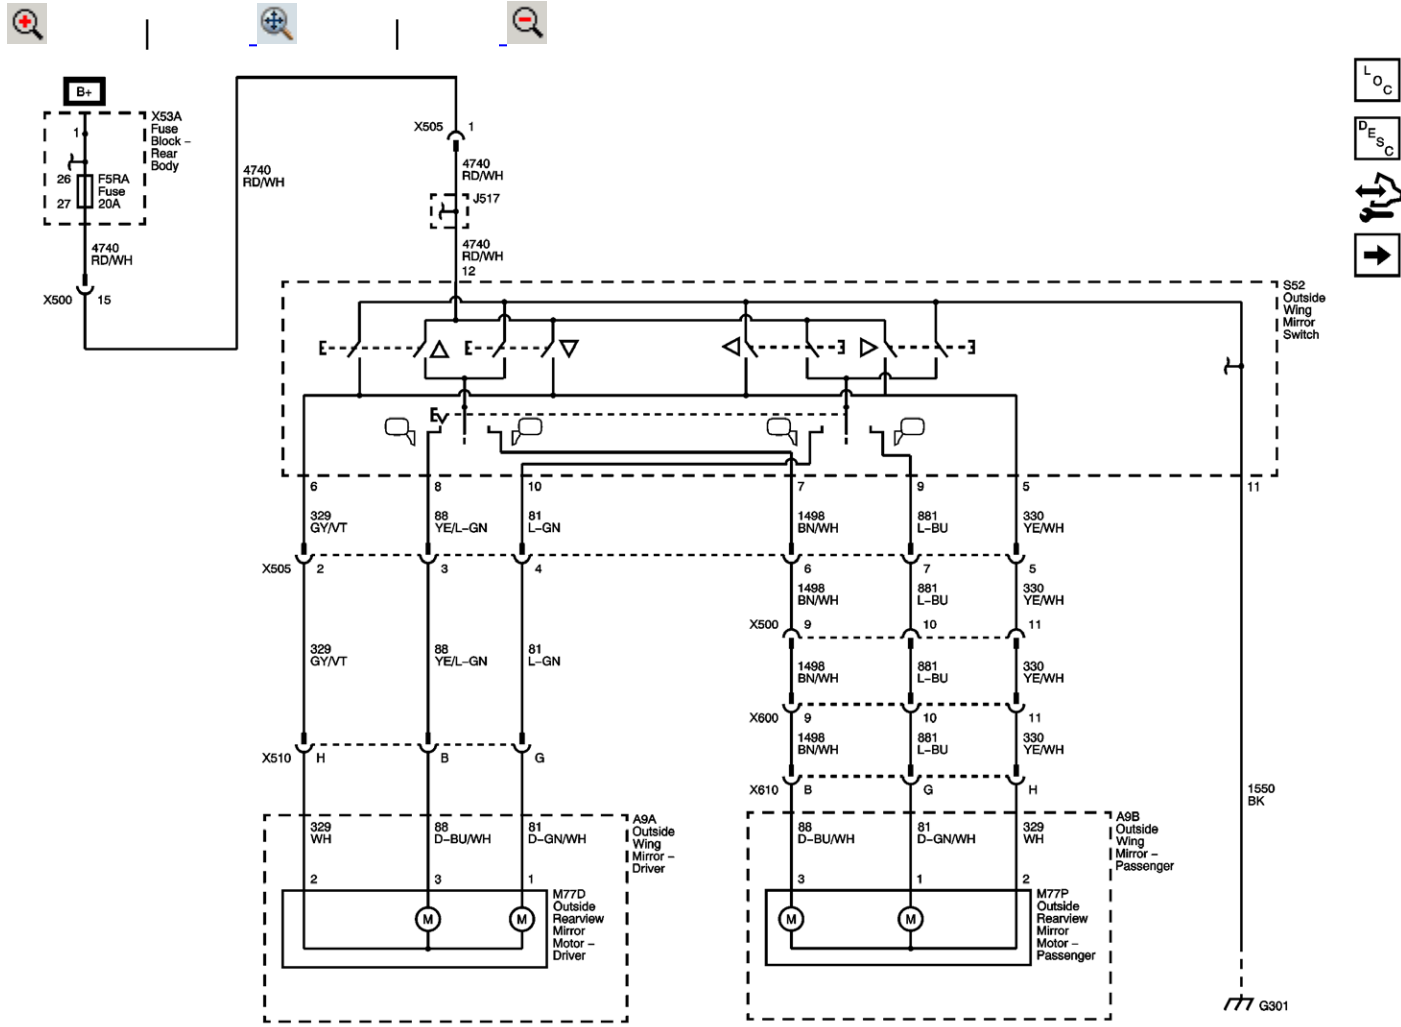 B+
X53A
Fuse
Block –
Rear
Body
1
26
27
F5RA
Fuse
20A
4740
RD/WH
X500
15
4740
RD/WH
X505
1
4740
RD/WH
J517
4740
RD/WH
12
LOC
DESC
S52
Outside
Wing
Mirror
Switch
6
8
10
7
9
5
11
329
GY/VT
88
YE/L–GN
81
L–GN
1498
BN/WH
881
L–BU
330
YE/WH
X505
2
3
4
6
7
5
1498
BN/WH
881
L–BU
330
YE/WH
X500
9
10
11
329
GY/VT
88
YE/L–GN
81
L–GN
1498
BN/WH
881
L–BU
330
YE/WH
X600
9
10
11
1498
BN/WH
881
L–BU
330
YE/WH
X510
H
B
G
X610
B
G
H
1550
BK
329
WH
88
D–BU/WH
81
D–GN/WH
A9A
Outside
Wing
Mirror –
Driver
88
D–BU/WH
81
D–GN/WH
329
WH
A9B
Outside
Wing
Mirror –
Passenger
2
3
1
M77D
Outside
Rearview
Mirror
Motor –
Driver
M
M
3
1
2
M77P
Outside
Rearview
Mirror
Motor –
Passenger
M
M
G301